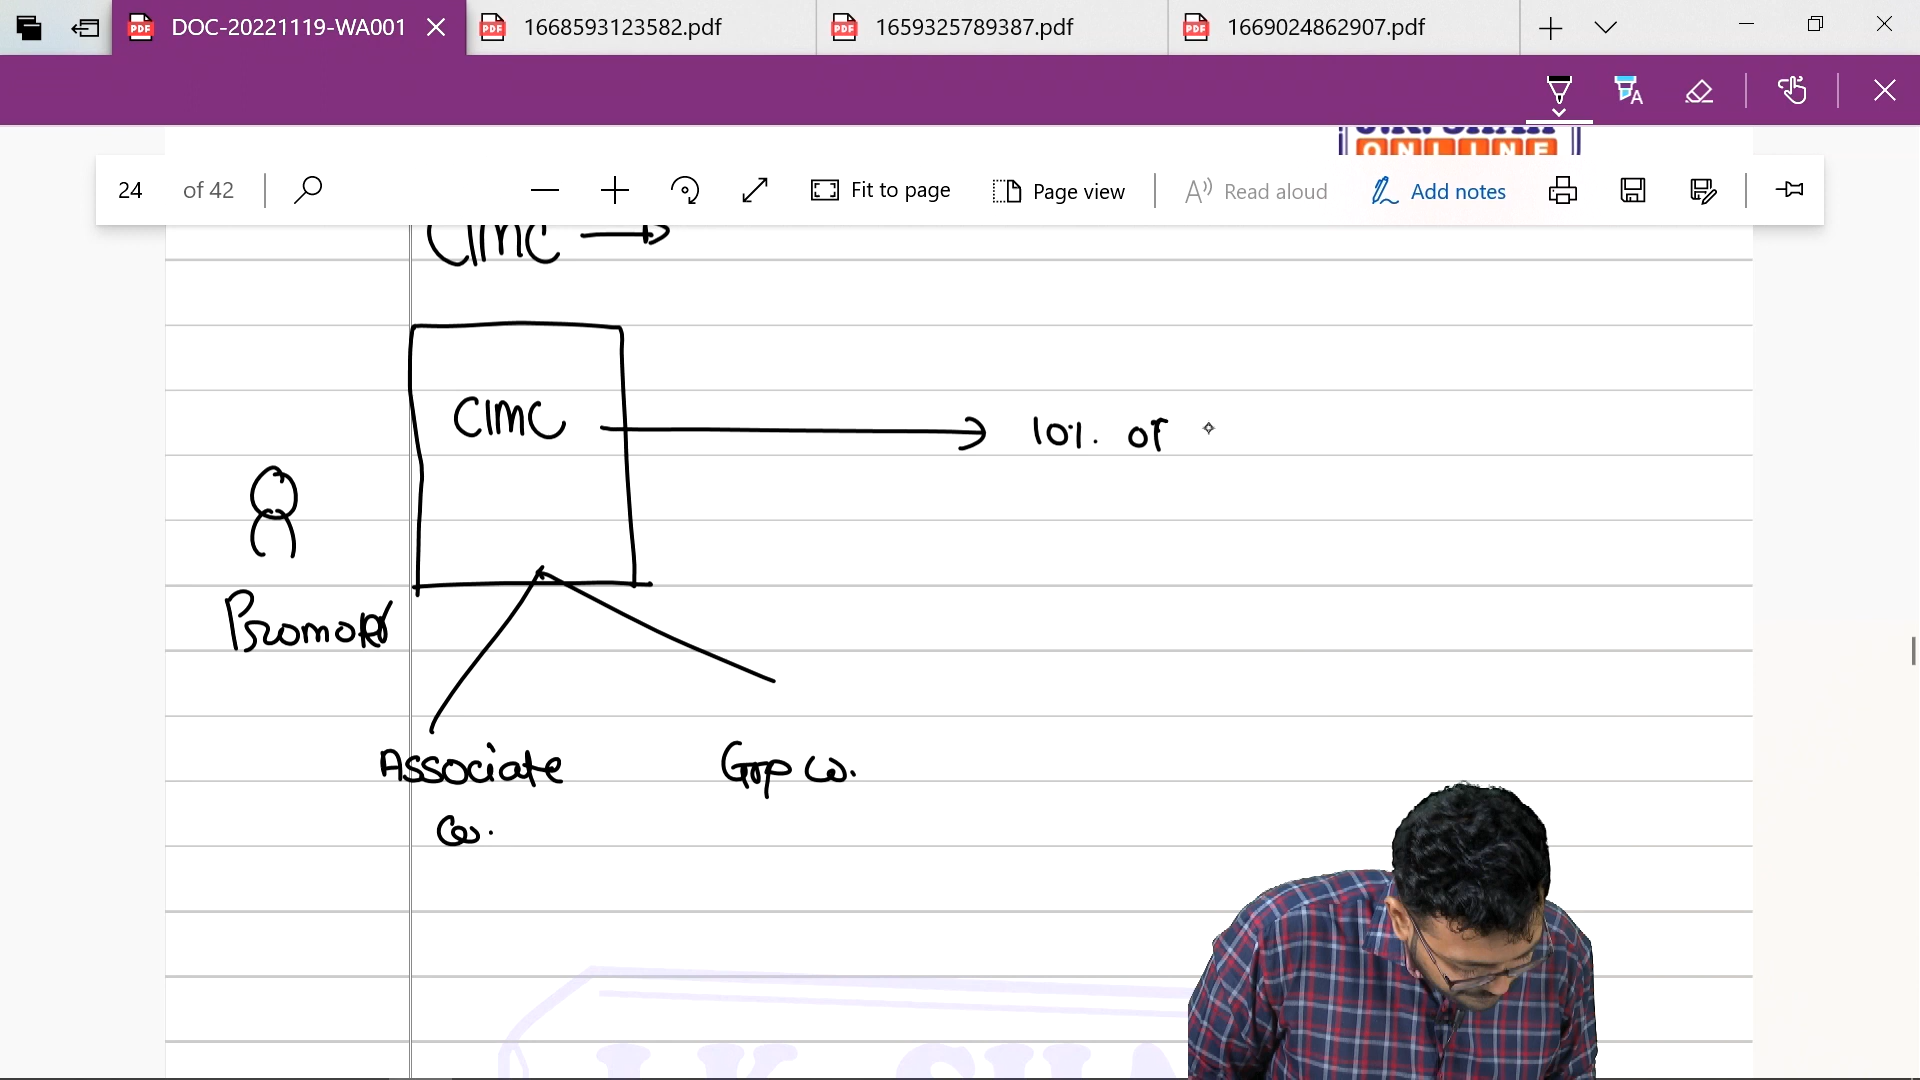 DOC-20221119-WA001
1668593123582.pdf
1659325789387.pdf
1669024862907.pdf
ONLINE
24 of 42
Fit to page
Page view
Read aloud
Add notes
CIMC →
CIMC → 10%. of
Promoter
Associate Grp co.
Co.